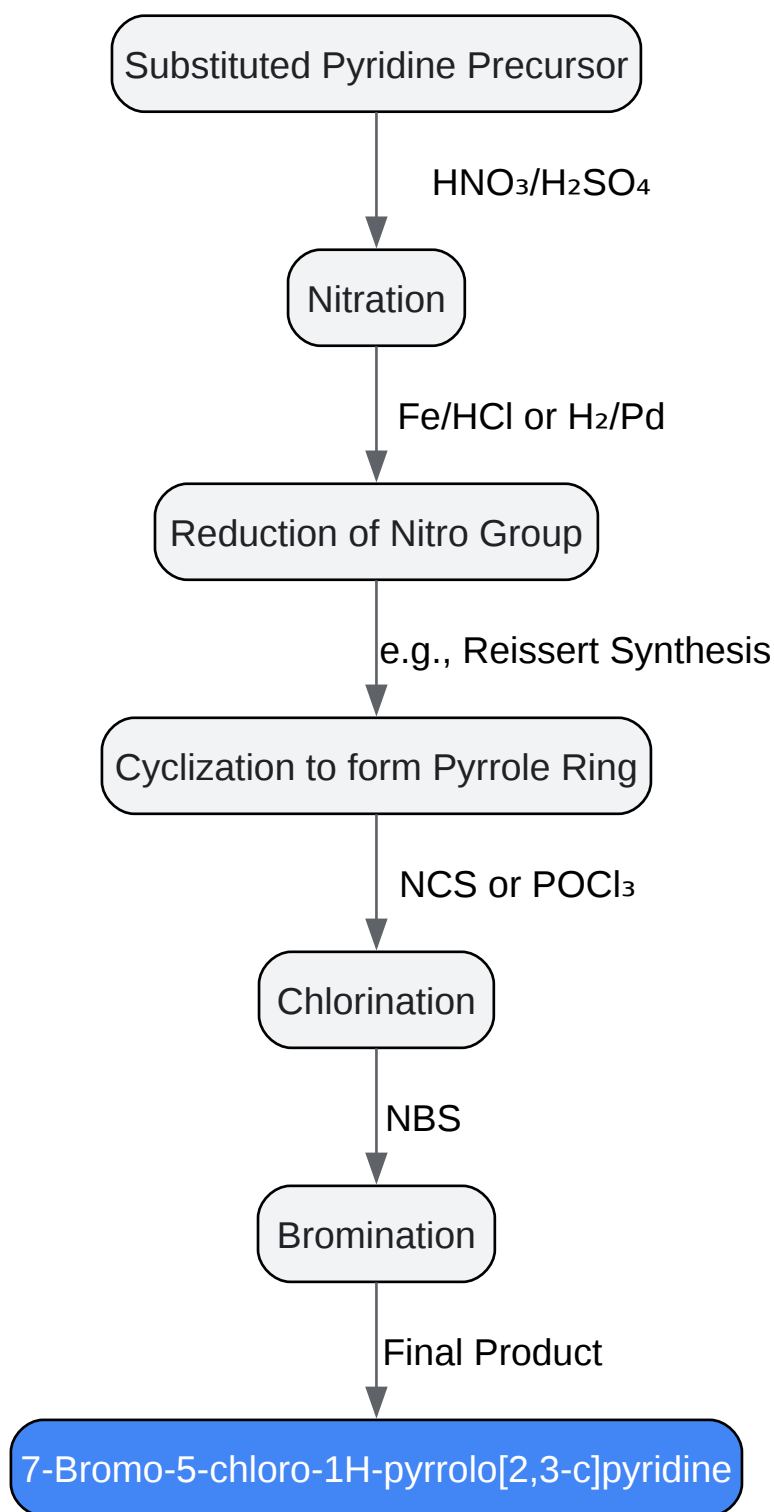 Substituted Pyridine Precursor
HNO₃/H₂SO₄
Nitration
Fe/HCl or H₂/Pd
Reduction of Nitro Group
e.g., Reissert Synthesis
Cyclization to form Pyrrole Ring
NCS or POCl₃
Chlorination
NBS
Bromination
Final Product
7-Bromo-5-chloro-1H-pyrrolo[2,3-c]pyridine